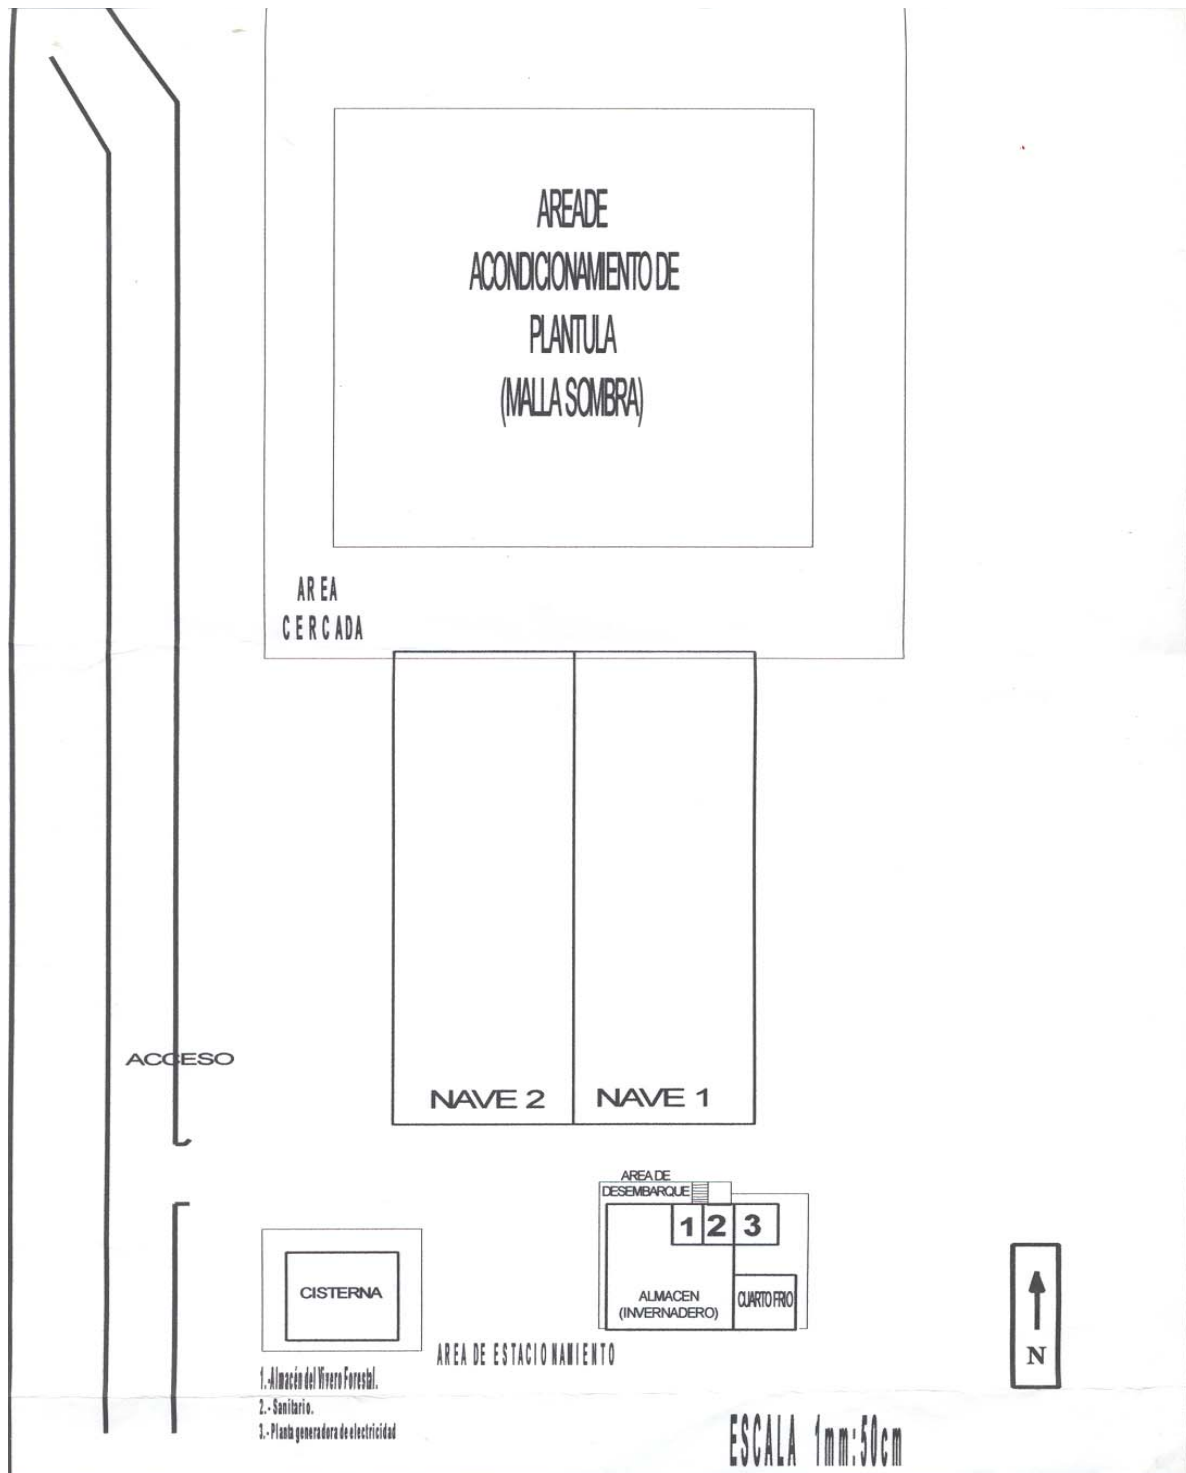 AREADE
ACONDICIONAMIENTO DE
PLANTULA
(MALLA SOMBRA)
AREA
CERCADA
ACCESO
NAVE 2
NAVE 1
AREA DE
DESEMBARQUE
1
2
3
CISTERNA
ALMACEN
(INVERNADERO)
CUARTO FRIO
AREA DE ESTACIONAMIENTO
N
1.-Almacén del Vivero Forestal.
2.- Sanitario.
3.- Planta generadora de electricidad
ESCALA 1mm:50cm